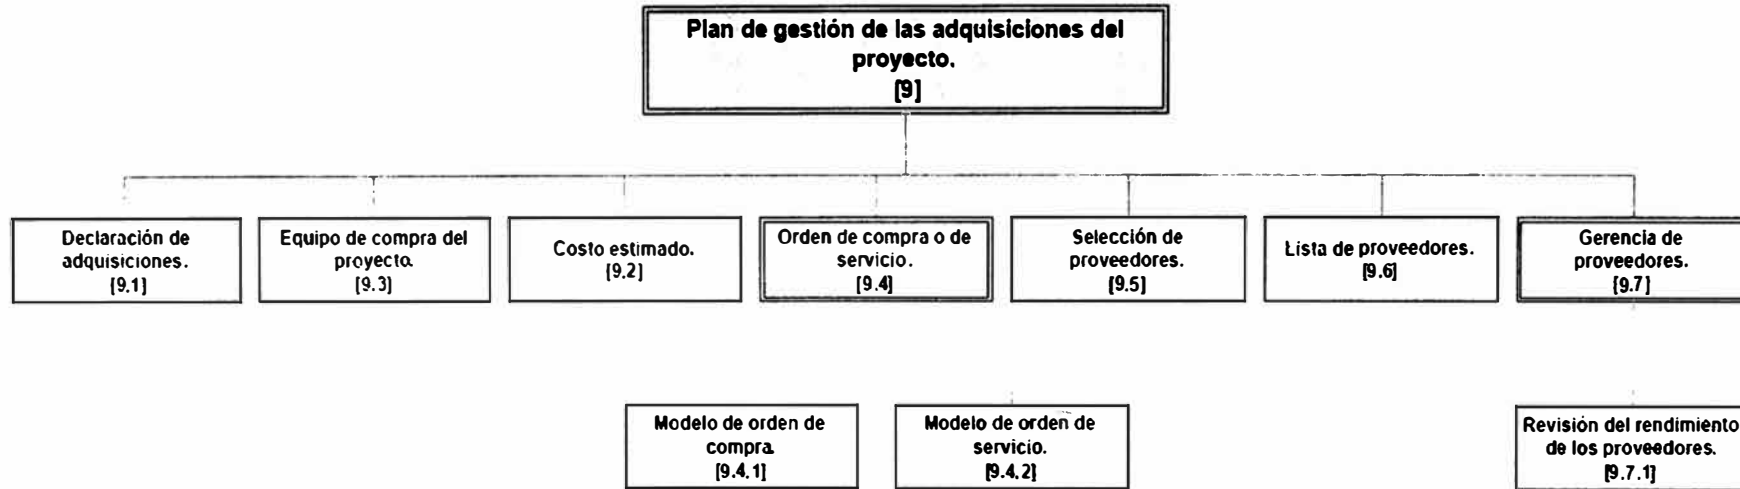 Plan de gestión de las adquisiciones del
proyecto.
[9]
Declaración de
adquisiciones.
[9.1]
Equipo de compra del
proyecto.
[9.3]
Costo estimado.
[9.2]
Orden de compra o de
servicio.
[9.4]
Selección de
proveedores.
[9.5]
Lista de proveedores.
[9.6]
Gerencia de
proveedores.
[9.7]
Modelo de orden de
compra.
[9.4.1]
Modelo de orden de
servicio.
[9.4.2]
Revisión del rendimiento
de los proveedores.
[9.7.1]